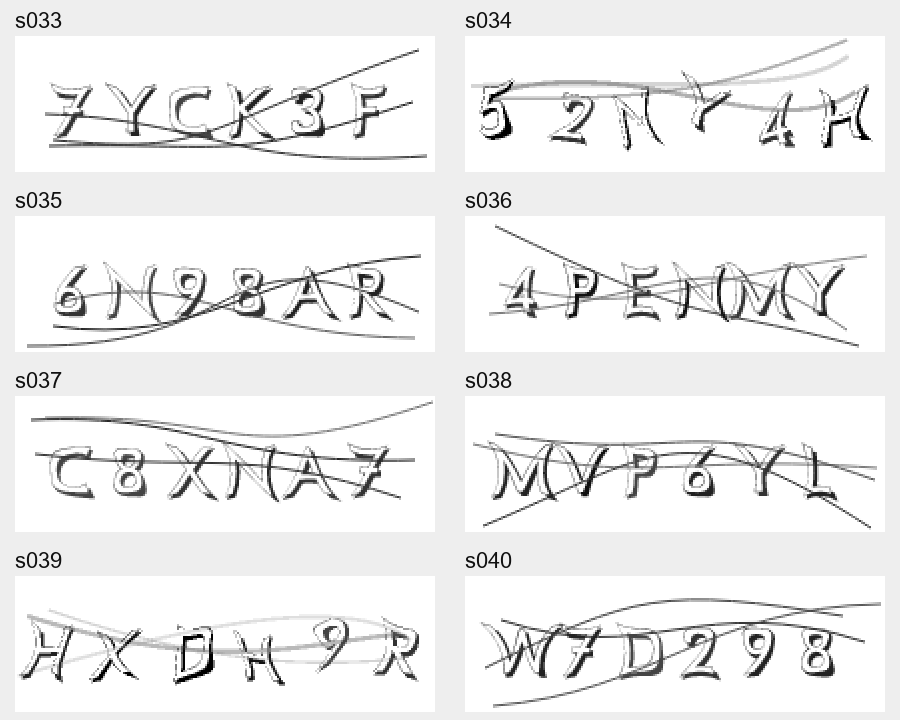 s033
7YCK3F
s034
52NY4H
s035
6N98AR
s036
4PENMY
s037
C8XNA7
s038
MVP6YL
s039
HXDH9R
s040
W7D298